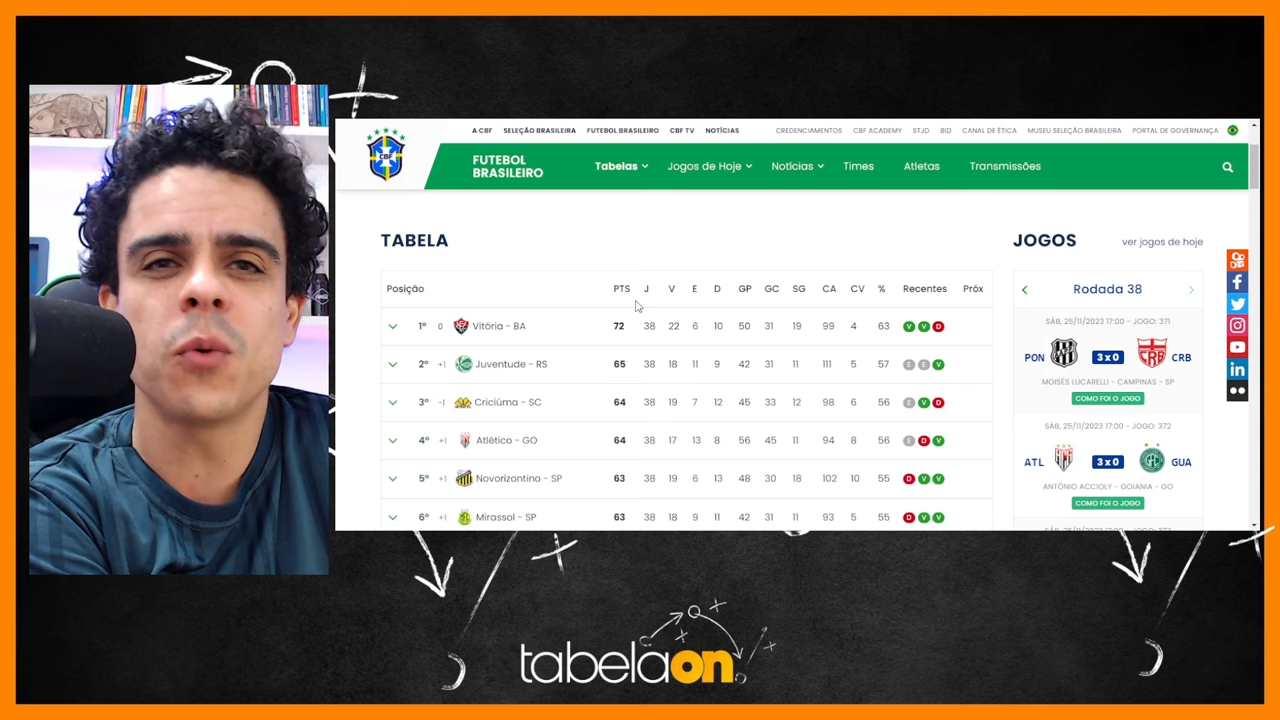 A CBF SELEÇÃO BRASILEIRA FUTEBOL BRASILEIRO CBF TV NOTÍCIAS CREDENCIAMENTOS CBF ACADEMY STJD BID CANAL DE ÉTICA MUSEU SELEÇÃO BRASILEIRA PORTAL DE GOVERNANÇA
CBF
FUTEBOL
BRASILEIRO
Tabelas Jogos de Hoje Notícias Times Atletas Transmissões
TABELA
Posição PTS J V E D GP GC SG CA CV % Recentes Próx
1º 0 Vitória - BA 72 38 22 6 10 50 31 19 99 4 63 V V D
2º +1 Juventude - RS 65 38 18 11 9 42 31 11 111 5 57 E E V
3º -1 Criciúma - SC 64 38 19 7 12 45 33 12 98 6 56 E V D
4º +1 Atlético - GO 64 38 17 13 8 56 45 11 94 8 56 E D V
5º +1 Novorizontino - SP 63 38 19 6 13 48 30 18 102 10 55 D V V
6º +1 Mirassol - SP 63 38 18 9 11 42 31 11 93 5 55 D V V
JOGOS ver jogos de hoje
Rodada 38
SÁB, 25/11/2023 17:00 - JOGO: 371
PON 3 x 0 CRB CRB
MOISÉS LUCARELLI - CAMPINAS - SP
COMO FOI O JOGO
SÁB, 25/11/2023 17:00 - JOGO: 372
ATL 3 x 0 GUA
ANTÔNIO ACCIOLY - GOIANIA - GO
COMO FOI O JOGO
tabelaon